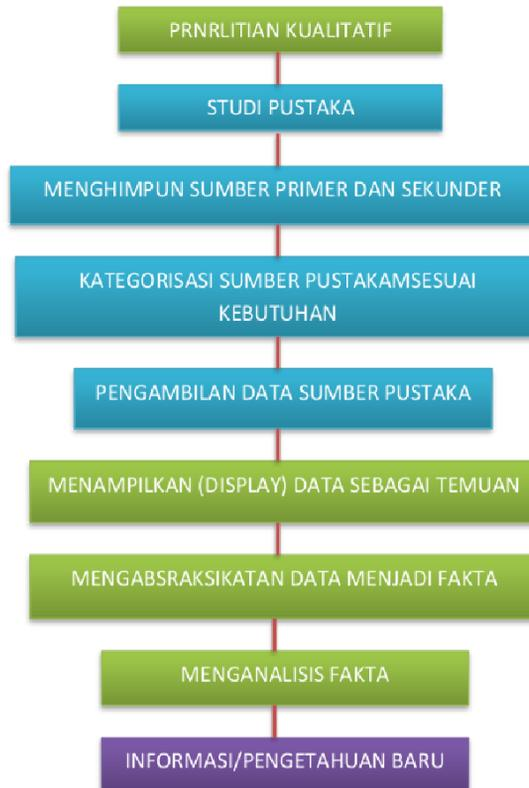 PRNRLITIAN KUALITATIF
STUDI PUSTAKA
MENGHIMPUN SUMBER PRIMER DAN SEKUNDER
KATEGORISASI SUMBER PUSTAKAMSESUAI
KEBUTUHAN
PENGAMBILAN DATA SUMBER PUSTAKA
MENAMPILKAN (DISPLAY) DATA SEBAGAI TEMUAN
MENGABSRAKSIKATAN DATA MENJADI FAKTA
MENGANALISIS FAKTA
INFORMASI/PENGETAHUAN BARU